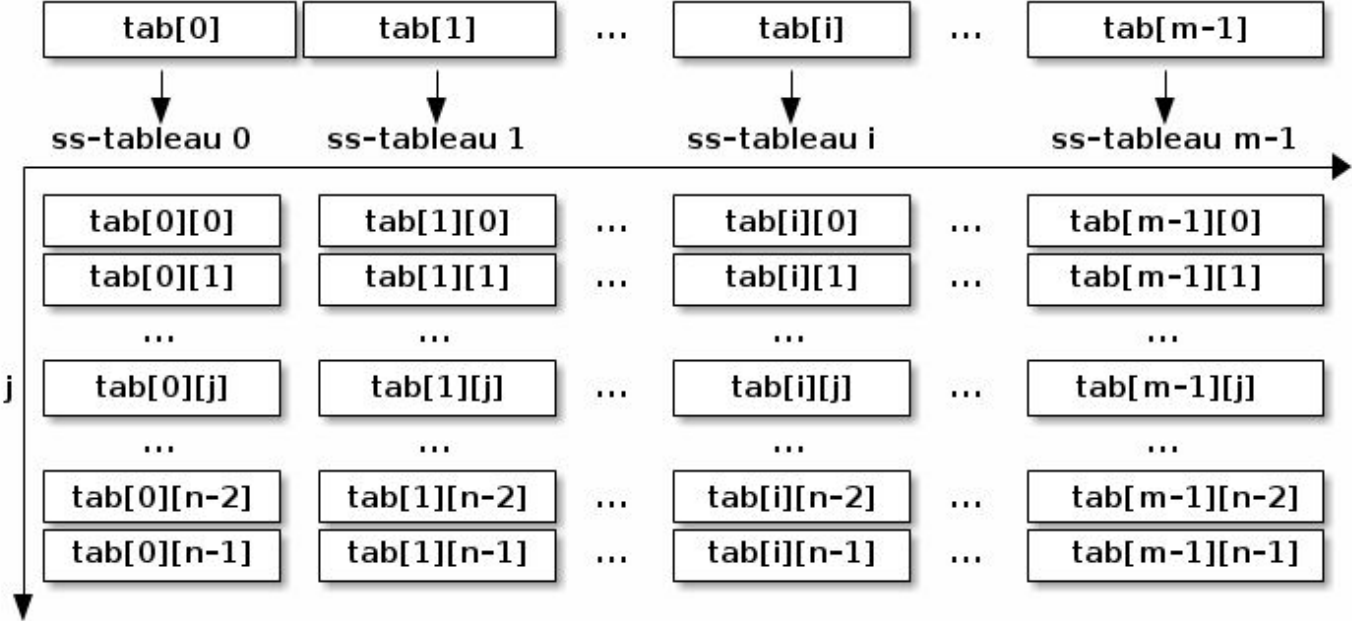 tab[0] tab[1] ... tab[i] ... tab[m-1]
ss-tableau 0 ss-tableau 1 ss-tableau i ss-tableau m-1
tab[0][0] tab[1][0] ... tab[i][0] ... tab[m-1][0]
tab[0][1] tab[1][1] ... tab[i][1] ... tab[m-1][1]
... ... ... ...
j tab[0][j] tab[1][j] ... tab[i][j] ... tab[m-1][j]
... ... ... ...
tab[0][n-2] tab[1][n-2] ... tab[i][n-2] ... tab[m-1][n-2]
tab[0][n-1] tab[1][n-1] ... tab[i][n-1] ... tab[m-1][n-1]